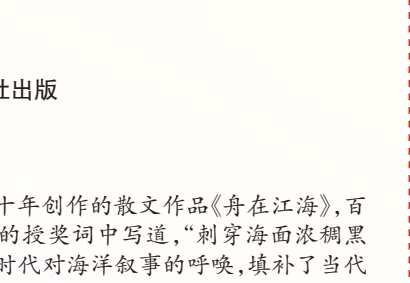 社出版
十年创作的散文作品《舟在江海》,百
的授奖词中写道,“刺穿海面浓稠黑
时代对海洋叙事的呼唤,填补了当代